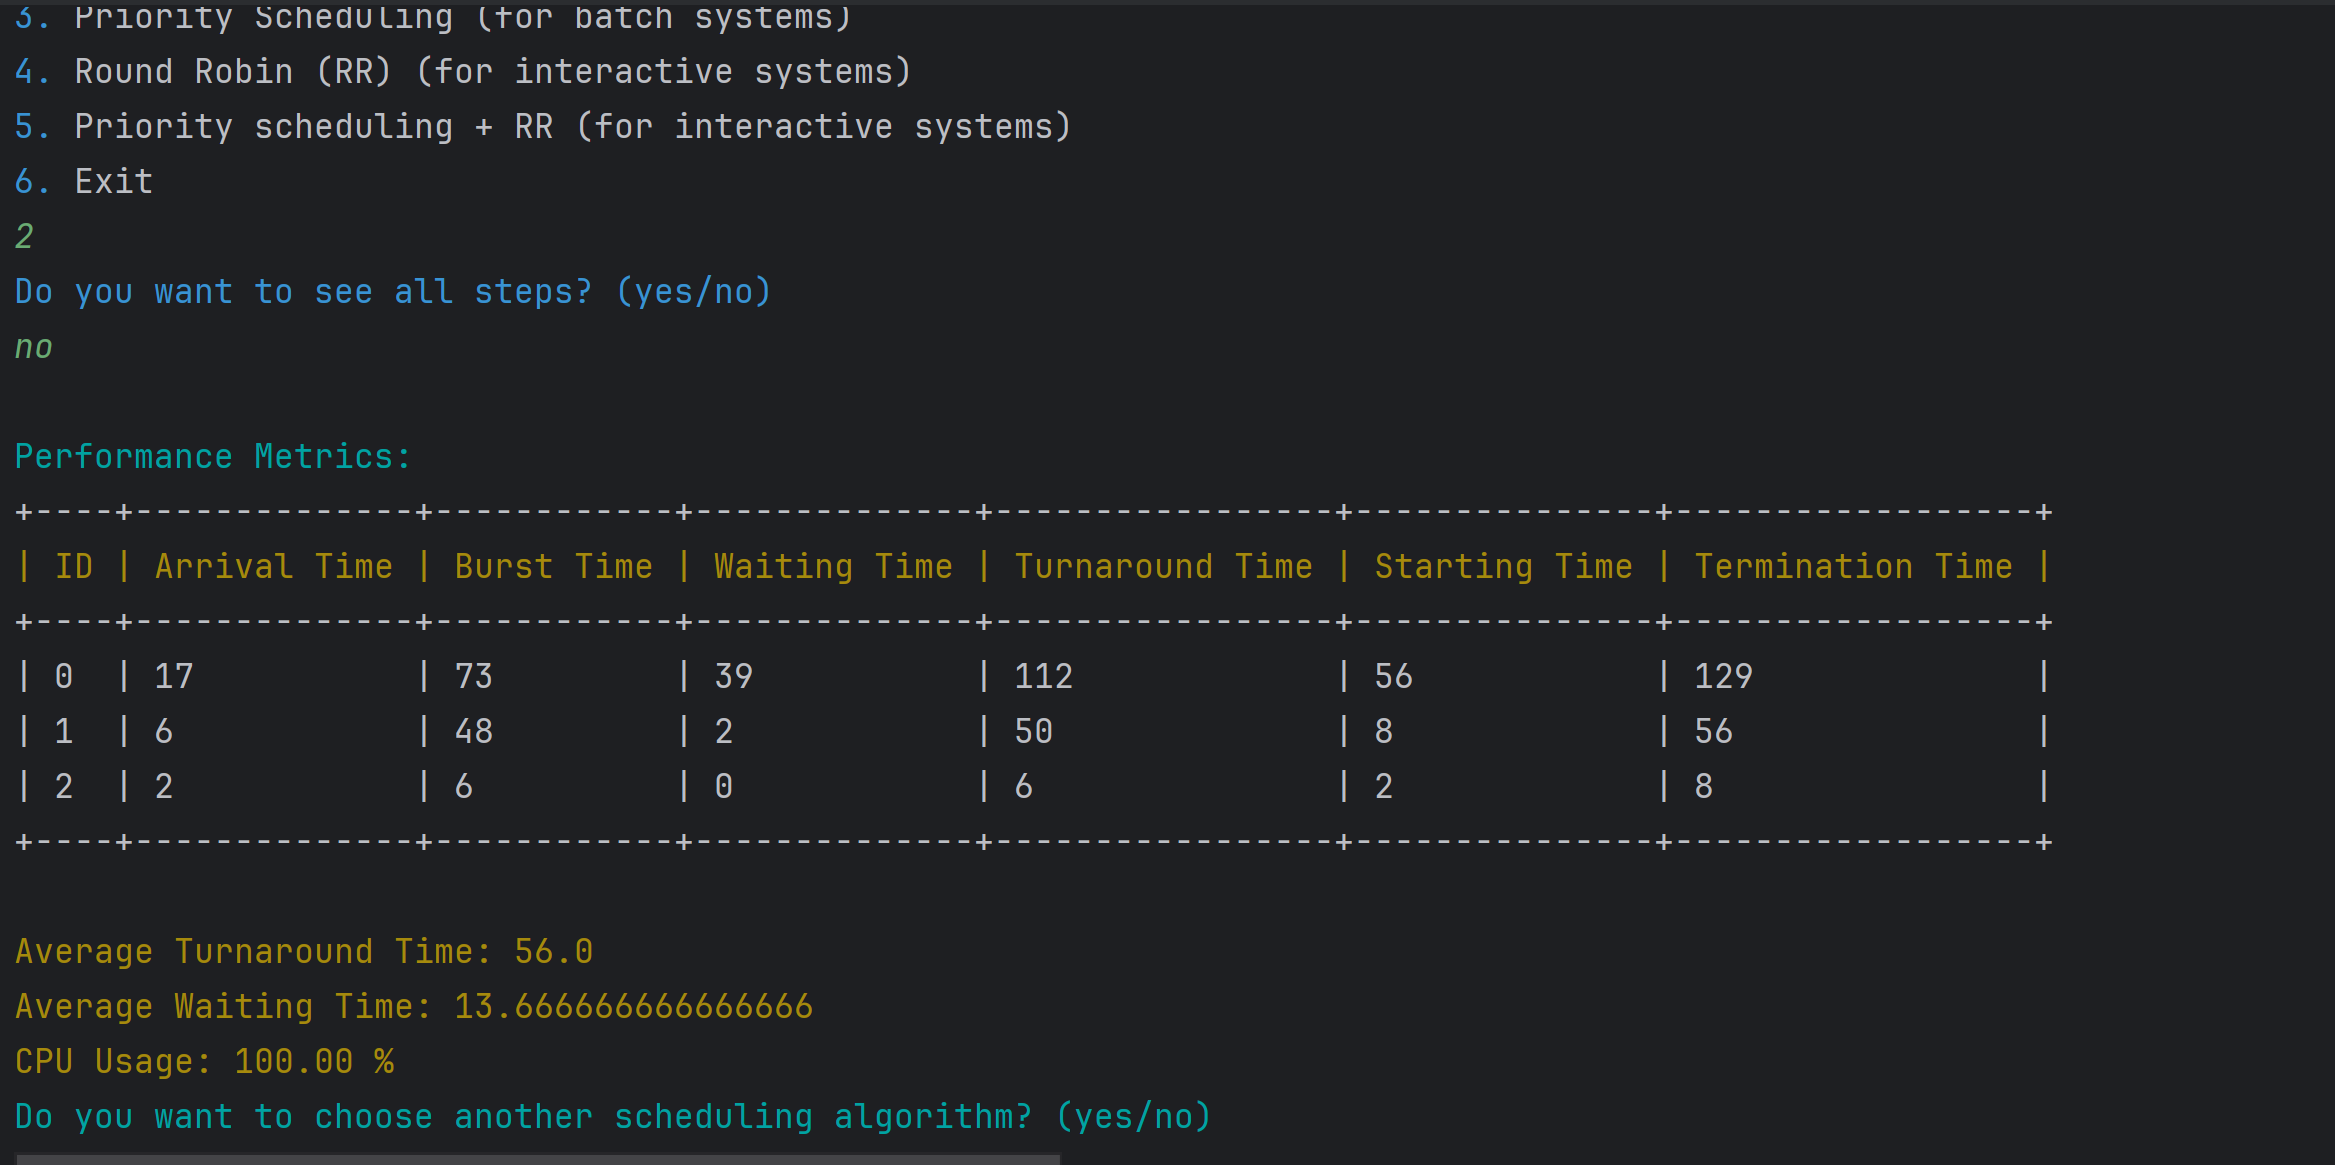 3. Priority Scheduling (for batch systems)
4. Round Robin (RR) (for interactive systems)
5. Priority scheduling + RR (for interactive systems)
6. Exit
2
Do you want to see all steps? (yes/no)
no
Performance Metrics:
+----+--------------+------------+--------------+-----------------+---------------+------------------+
| ID | Arrival Time | Burst Time | Waiting Time | Turnaround Time | Starting Time | Termination Time |
+----+--------------+------------+--------------+-----------------+---------------+------------------+
| 0  | 17           | 73         | 39           | 112             | 56            | 129              |
| 1  | 6            | 48         | 2            | 50              | 8             | 56               |
| 2  | 2            | 6          | 0            | 6               | 2             | 8                |
+----+--------------+------------+--------------+-----------------+---------------+------------------+
Average Turnaround Time: 56.0
Average Waiting Time: 13.666666666666666
CPU Usage: 100.00 %
Do you want to choose another scheduling algorithm? (yes/no)